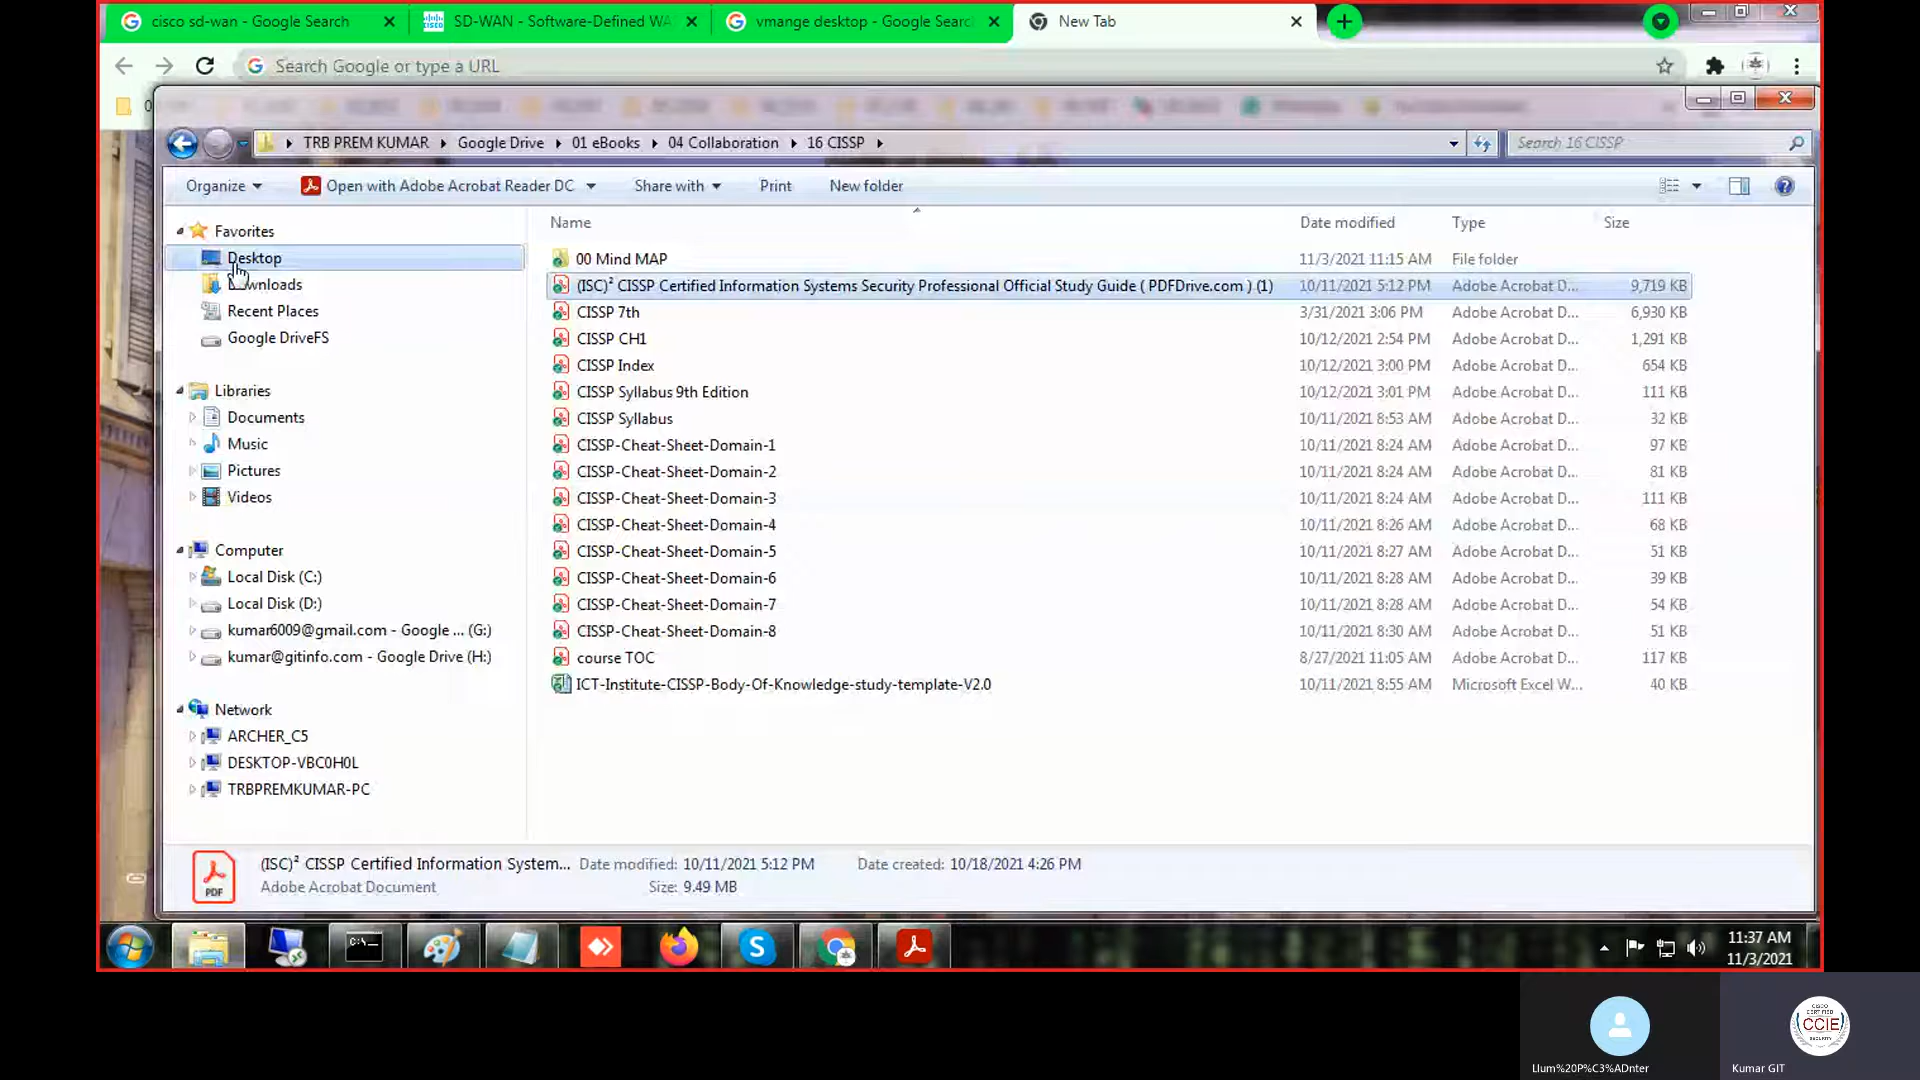 cisco sd-wan - Google Search
SD-WAN - Software-Defined WA
vmange desktop - Google Searc
New Tab
Search Google or type a URL
TRB PREM KUMAR
Google Drive
01 eBooks
04 Collaboration
16 CISSP
Search 16 CISSP
Organize
Open with Adobe Acrobat Reader DC
Share with
Print
New folder
Favorites
Desktop
Downloads
Recent Places
Google DriveFS
Libraries
Documents
Music
Pictures
Videos
Computer
Local Disk (C:)
Local Disk (D:)
kumar6009@gmail.com - Google ... (G:)
kumar@gitinfo.com - Google Drive (H:)
Network
ARCHER_C5
DESKTOP-VBC0H0L
TRBPREMKUMAR-PC
Name Date modified Type Size
00 Mind MAP 11/3/2021 11:15 AM File folder
(ISC)² CISSP Certified Information Systems Security Professional Official Study Guide ( PDFDrive.com ) (1) 10/11/2021 5:12 PM Adobe Acrobat D... 9,719 KB
CISSP 7th 3/31/2021 3:06 PM Adobe Acrobat D... 6,930 KB
CISSP CH1 10/12/2021 2:54 PM Adobe Acrobat D... 1,291 KB
CISSP Index 10/12/2021 3:00 PM Adobe Acrobat D... 654 KB
CISSP Syllabus 9th Edition 10/12/2021 3:01 PM Adobe Acrobat D... 111 KB
CISSP Syllabus 10/11/2021 8:53 AM Adobe Acrobat D... 32 KB
CISSP-Cheat-Sheet-Domain-1 10/11/2021 8:24 AM Adobe Acrobat D... 97 KB
CISSP-Cheat-Sheet-Domain-2 10/11/2021 8:24 AM Adobe Acrobat D... 81 KB
CISSP-Cheat-Sheet-Domain-3 10/11/2021 8:24 AM Adobe Acrobat D... 111 KB
CISSP-Cheat-Sheet-Domain-4 10/11/2021 8:26 AM Adobe Acrobat D... 68 KB
CISSP-Cheat-Sheet-Domain-5 10/11/2021 8:27 AM Adobe Acrobat D... 51 KB
CISSP-Cheat-Sheet-Domain-6 10/11/2021 8:28 AM Adobe Acrobat D... 39 KB
CISSP-Cheat-Sheet-Domain-7 10/11/2021 8:28 AM Adobe Acrobat D... 54 KB
CISSP-Cheat-Sheet-Domain-8 10/11/2021 8:30 AM Adobe Acrobat D... 51 KB
course TOC 8/27/2021 11:05 AM Adobe Acrobat D... 117 KB
ICT-Institute-CISSP-Body-Of-Knowledge-study-template-V2.0 10/11/2021 8:55 AM Microsoft Excel W... 40 KB
(ISC)² CISSP Certified Information System... Date modified: 10/11/2021 5:12 PM Date created: 10/18/2021 4:26 PM
Adobe Acrobat Document Size: 9.49 MB
PDF
11:37 AM
11/3/2021
CISCO
CERTIFIED
CCIE
SECURITY
Llum%20P%C3%ADnter
Kumar GIT